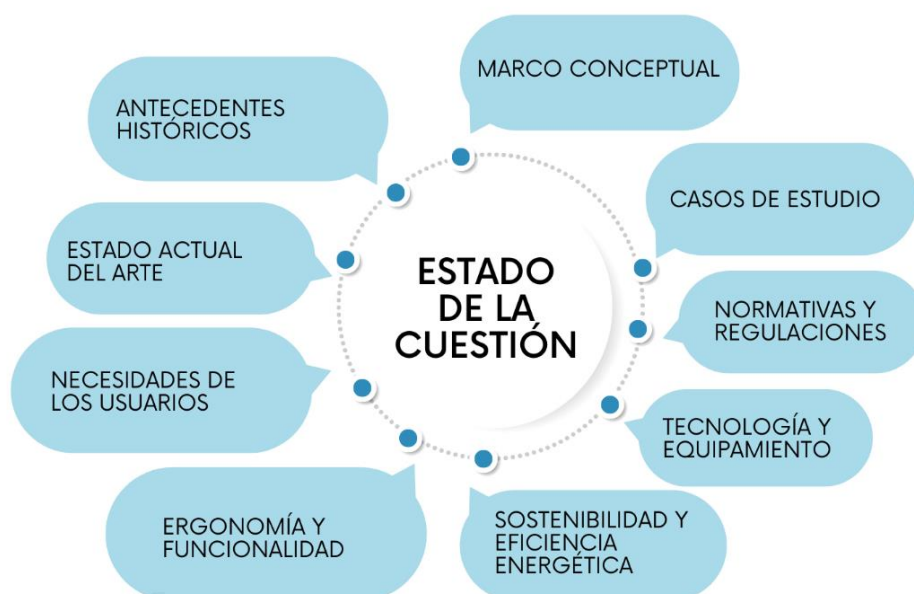 MARCO CONCEPTUAL
ANTECEDENTES
HISTÓRICOS
CASOS DE ESTUDIO
ESTADO ACTUAL
DEL ARTE
ESTADO
DE LA
CUESTIÓN
NORMATIVAS Y
REGULACIONES
NECESIDADES DE
LOS USUARIOS
TECNOLOGÍA Y
EQUIPAMIENTO
ERGONOMÍA Y
FUNCIONALIDAD
SOSTENIBILIDAD Y
EFICIENCIA
ENERGÉTICA